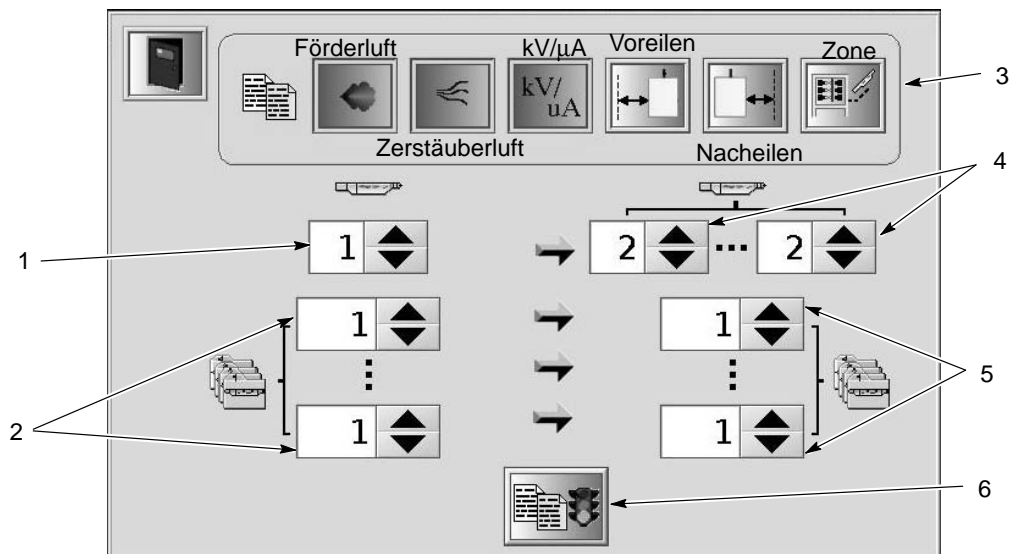 Förderluft kV/µA Voreilen Zone
kV/
uA
3
Zerstäuberluft Nacheilen
4
1
1 2 ... 2
1 1
5
2
1 1
6